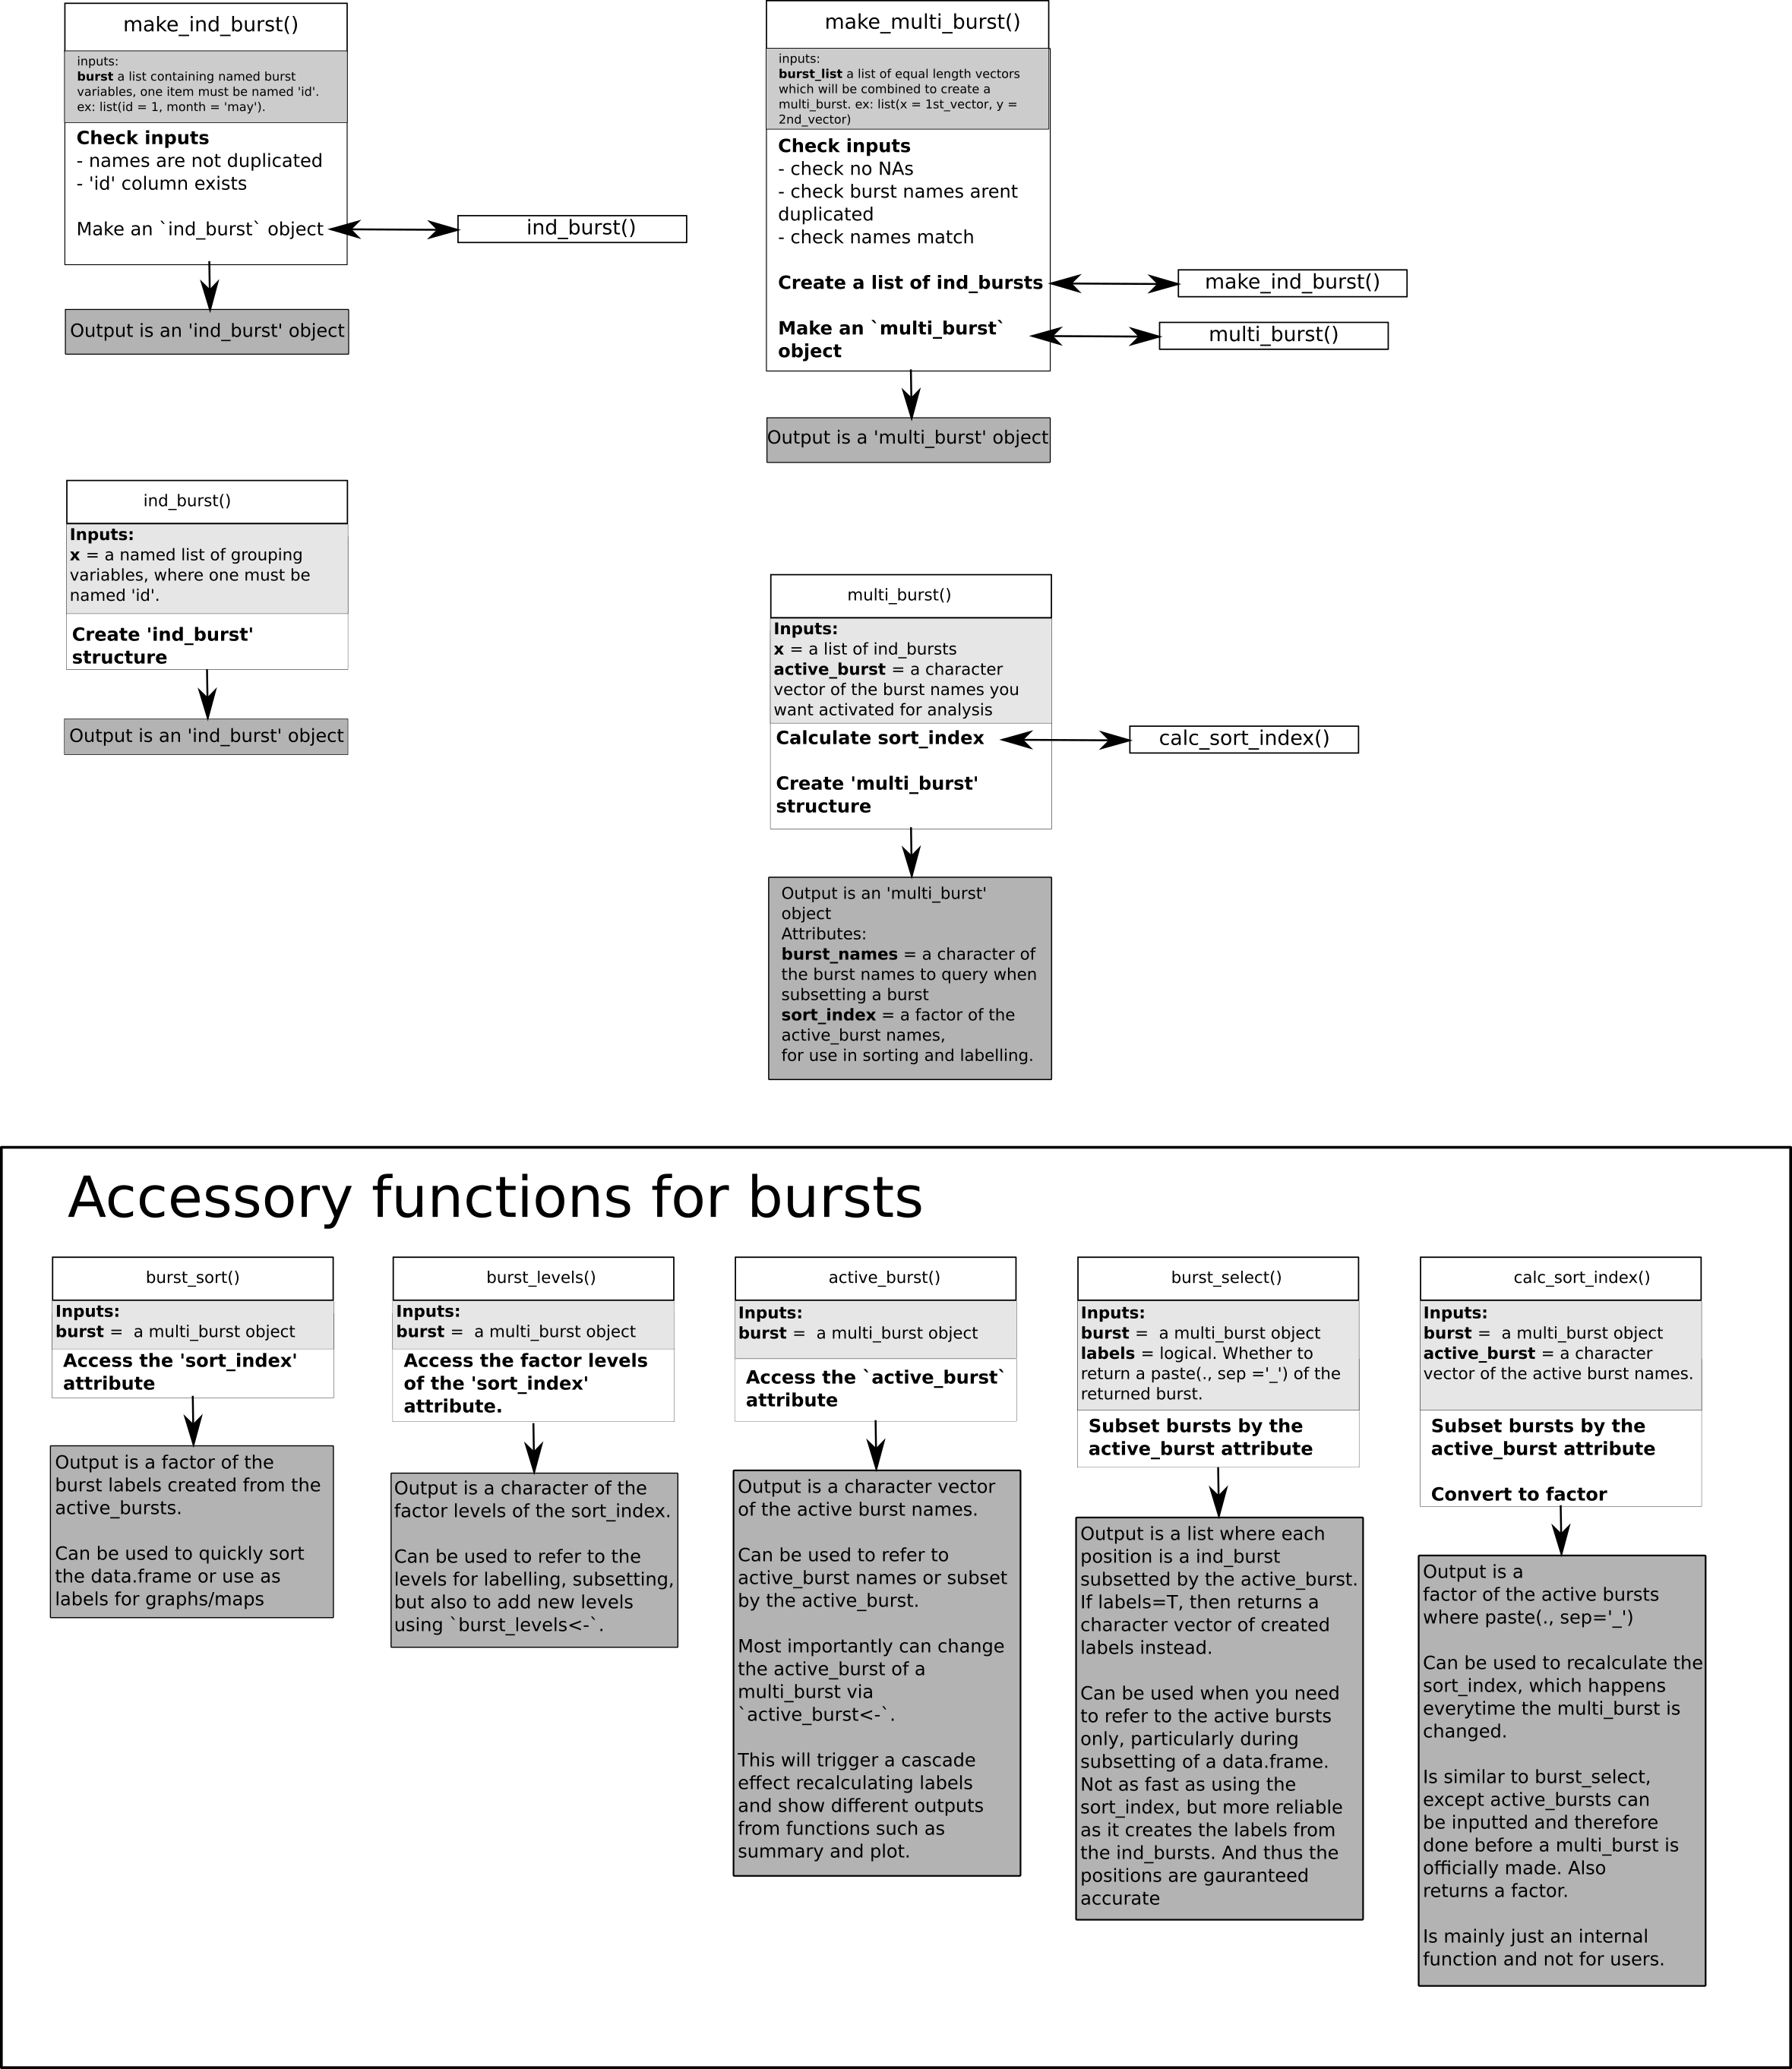 make_ind_burst()
inputs:
burst a list containing named burst
variables, one item must be named 'id'.
ex: list(id = 1, month = 'may').
Check inputs
- names are not duplicated
- 'id' column exists
Make an `ind_burst` object
ind_burst()
Output is an 'ind_burst' object
make_multi_burst()
inputs:
burst_list a list of equal length vectors
which will be combined to create a
multi_burst. ex: list(x = 1st_vector, y =
2nd_vector)
Check inputs
- check no NAs
- check burst names arent
duplicated
- check names match
Create a list of ind_bursts
make_ind_burst()
Make an `multi_burst`
object
multi_burst()
Output is a 'multi_burst' object
ind_burst()
Inputs:
x = a named list of grouping
variables, where one must be
named 'id'.
Create 'ind_burst'
structure
Output is an 'ind_burst' object
multi_burst()
Inputs:
x = a list of ind_bursts
active_burst = a character
vector of the burst names you
want activated for analysis
Calculate sort_index
calc_sort_index()
Create 'multi_burst'
structure
Output is an 'multi_burst'
object
Attributes:
burst_names = a character of
the burst names to query when
subsetting a burst
sort_index = a factor of the
active_burst names,
for use in sorting and labelling.
Accessory functions for bursts
burst_sort()
Inputs:
burst =  a multi_burst object
Access the 'sort_index'
attribute
Output is a factor of the
burst labels created from the
active_bursts.
Can be used to quickly sort
the data.frame or use as
labels for graphs/maps
burst_levels()
Inputs:
burst =  a multi_burst object
Access the factor levels
of the 'sort_index'
attribute.
Output is a character of the
factor levels of the sort_index.
Can be used to refer to the
levels for labelling, subsetting,
but also to add new levels
using `burst_levels<-`.
active_burst()
Inputs:
burst =  a multi_burst object
Access the `active_burst`
attribute
Output is a character vector
of the active burst names.
Can be used to refer to
active_burst names or subset
by the active_burst.
Most importantly can change
the active_burst of a
multi_burst via
`active_burst<-`.
This will trigger a cascade
effect recalculating labels
and show different outputs
from functions such as
summary and plot.
burst_select()
Inputs:
burst =  a multi_burst object
labels = logical. Whether to
return a paste(., sep ='_') of the
returned burst.
Subset bursts by the
active_burst attribute
Output is a list where each
position is a ind_burst
subsetted by the active_burst.
If labels=T, then returns a
character vector of created
labels instead.
Can be used when you need
to refer to the active bursts
only, particularly during
subsetting of a data.frame.
Not as fast as using the
sort_index, but more reliable
as it creates the labels from
the ind_bursts. And thus the
positions are gauranteed
accurate
calc_sort_index()
Inputs:
burst =  a multi_burst object
active_burst = a character
vector of the active burst names.
Subset bursts by the
active_burst attribute
Convert to factor
Output is a
factor of the active bursts
where paste(., sep='_')
Can be used to recalculate the
sort_index, which happens
everytime the multi_burst is
changed.
Is similar to burst_select,
except active_bursts can
be inputted and therefore
done before a multi_burst is
officially made. Also
returns a factor.
Is mainly just an internal
function and not for users.